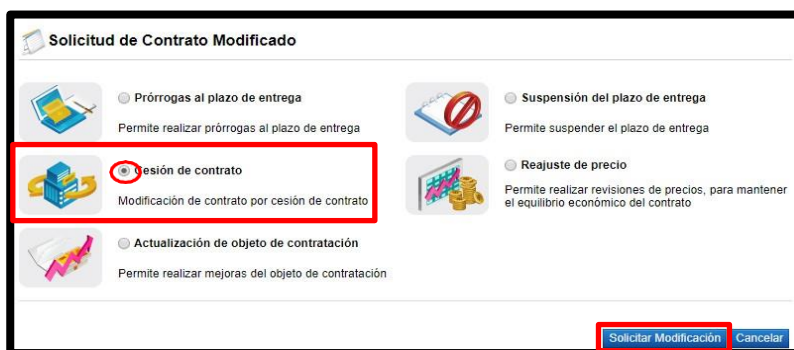 Solicitud de Contrato Modificado
Prórrogas al plazo de entrega
Permite realizar prórrogas al plazo de entrega
Suspensión del plazo de entrega
Permite suspender el plazo de entrega
Cesión de contrato
Modificación de contrato por cesión de contrato
Reajuste de precio
Permite realizar revisiones de precios, para mantener
el equilibrio económico del contrato
Actualización de objeto de contratación
Permite realizar mejoras del objeto de contratación
Solicitar Modificación
Cancelar